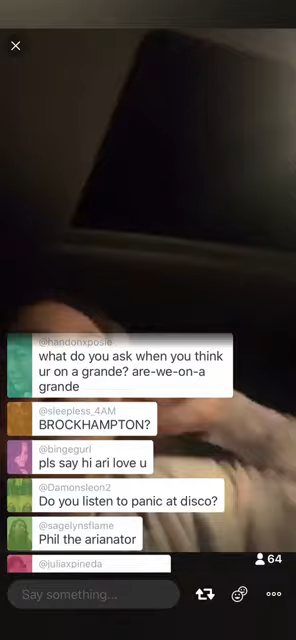 @handonxposie
what do you ask when you think
ur on a grande? are-we-on-a
grande
@sleepless_4AM
BROCKHAMPTON?
@bingegurl
pls say hi ari love u
@Damonsleon2
Do you listen to panic at disco?
@sagelynsflame
Phil the arianator
@juliaxpineda
64
Say something...